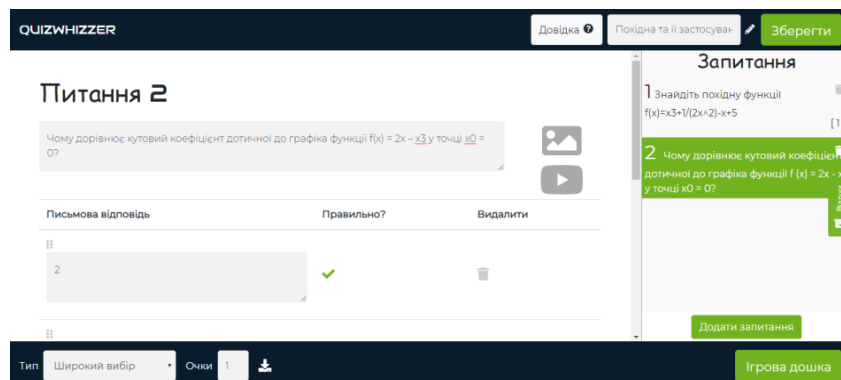 QUIZWHIZZER
Довідка
Похідна та її застосуван
Зберегти
Питання 2
Чому дорівнює кутовий коефіцієнт дотичної до графіка функції f(x) = 2x – x3 у точці x0 =
0?
Письмова відповідь Правильно? Видалити
2
Запитання
1 Знайдіть похідну функції
f(x)=x3+1/(2x^2)-x+5
[1
2 Чому дорівнює кутовий коефіцієн
дотичної до графіка функції f (x) = 2x - x
у точці x0 = 0?
Додати запитання
Тип Широкий вибір Очки 1
Ігрова дошка